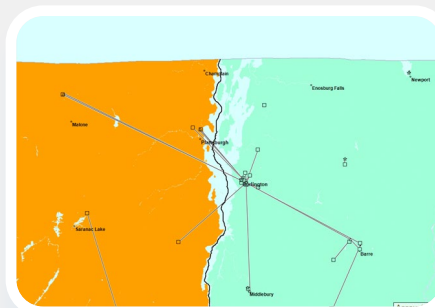 Champlain
Newport
Enosburg Falls
Malone
Plattsburgh
Burlington
Saranac Lake
Barre
Middlebury